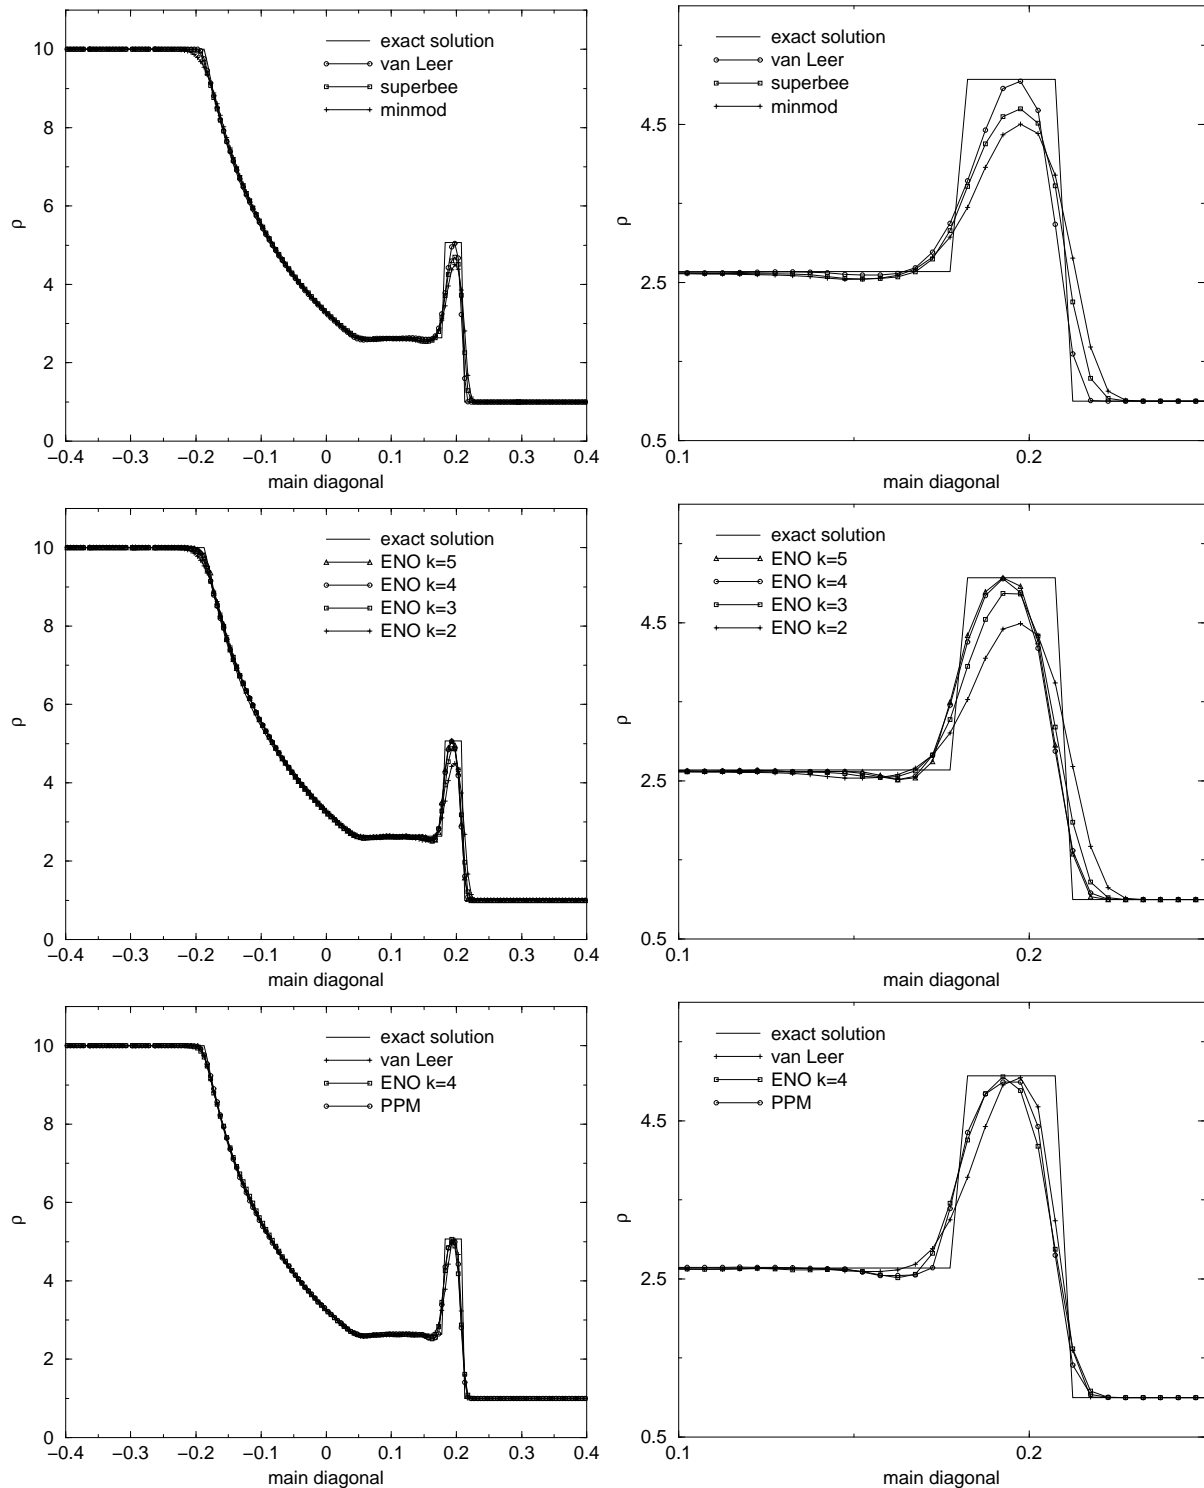 exact solution
van Leer
superbee
minmod
10
8
6
4
2
0
ρ
−0.4 −0.3 −0.2 −0.1 0 0.1 0.2 0.3 0.4
main diagonal
exact solution
van Leer
superbee
minmod
4.5
2.5
0.5
ρ
0.1 0.2
main diagonal
exact solution
ENO k=5
ENO k=4
ENO k=3
ENO k=2
10
8
6
4
2
0
ρ
−0.4 −0.3 −0.2 −0.1 0 0.1 0.2 0.3 0.4
main diagonal
exact solution
ENO k=5
ENO k=4
ENO k=3
ENO k=2
4.5
2.5
0.5
ρ
0.1 0.2
main diagonal
exact solution
van Leer
ENO k=4
PPM
10
8
6
4
2
0
ρ
−0.4 −0.3 −0.2 −0.1 0 0.1 0.2 0.3 0.4
main diagonal
exact solution
van Leer
ENO k=4
PPM
4.5
2.5
0.5
ρ
0.1 0.2
main diagonal